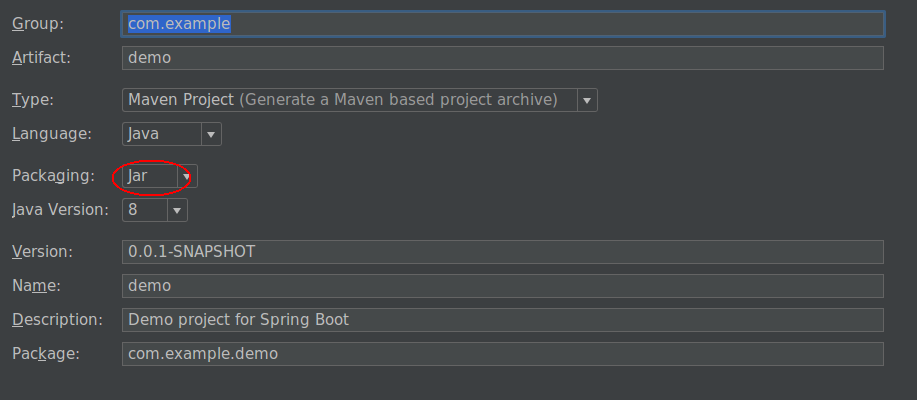 Group: com.example
Artifact: demo
Type: Maven Project (Generate a Maven based project archive)
Language: Java
Packaging: Jar
Java Version: 8
Version: 0.0.1-SNAPSHOT
Name: demo
Description: Demo project for Spring Boot
Package: com.example.demo